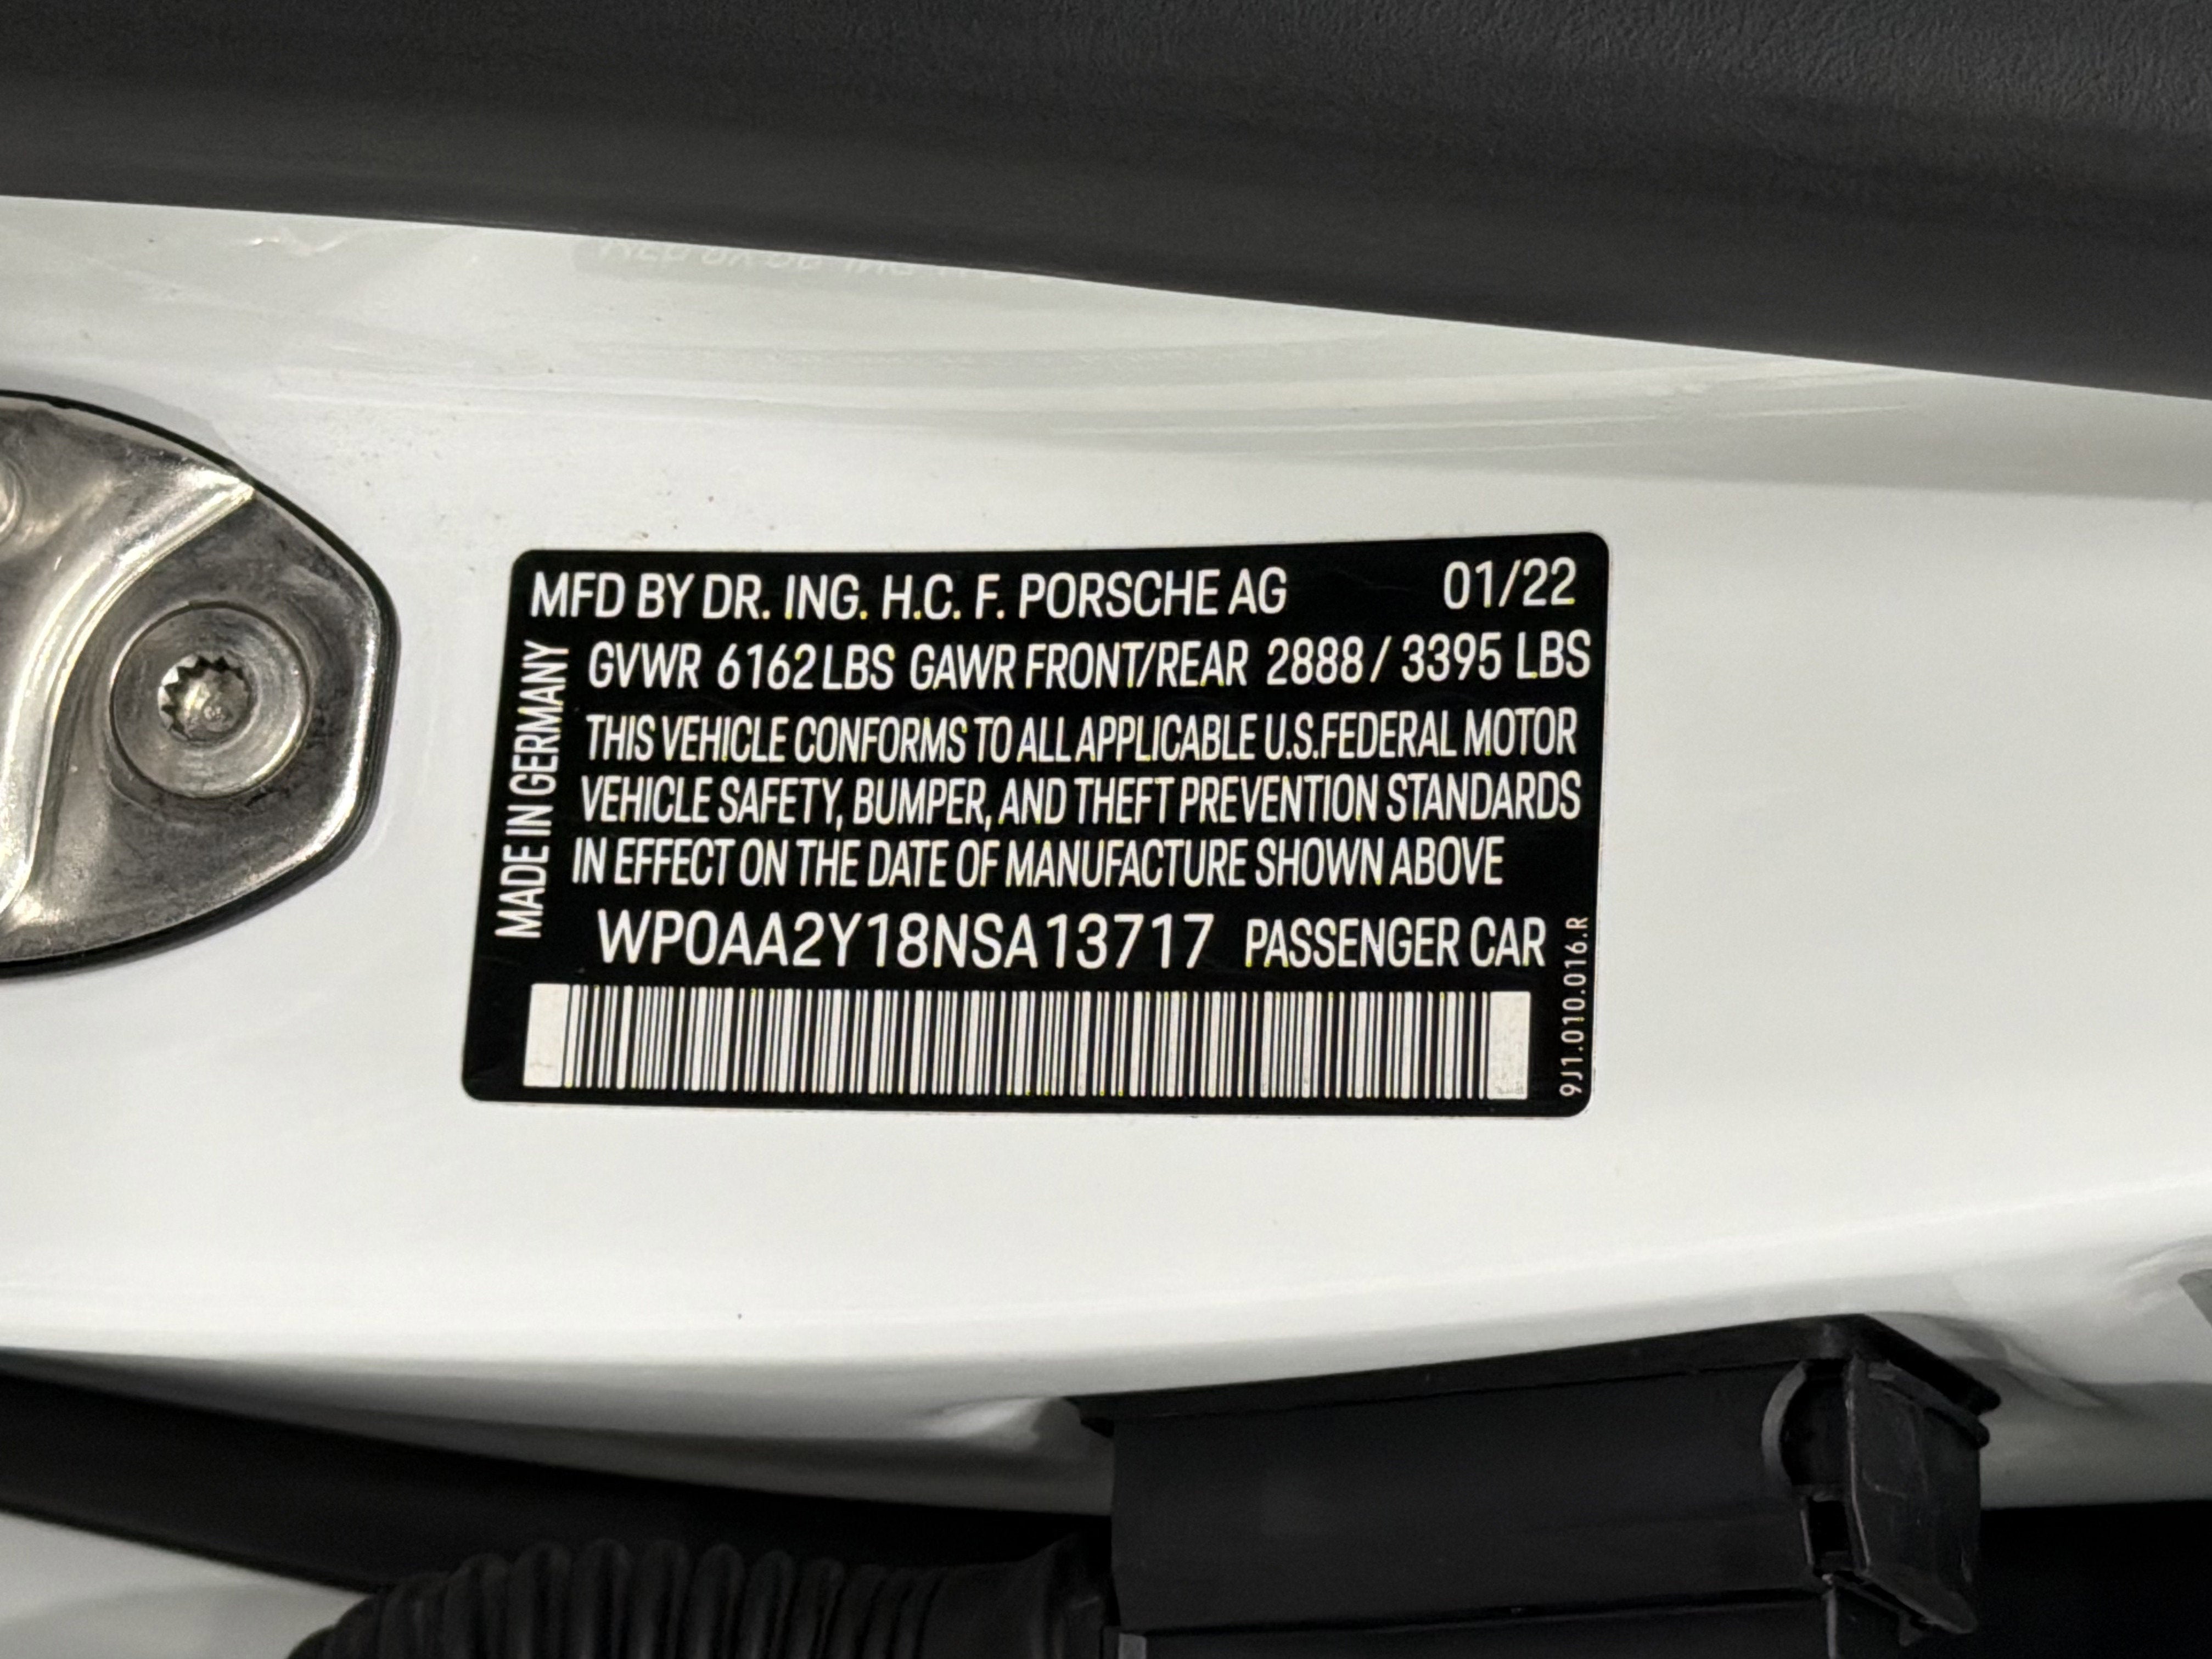 MFD BY DR. ING. H.C. F. PORSCHE AG 01/22
GVWR 6162 LBS GAWR FRONT/REAR 2888 / 3395 LBS
THIS VEHICLE CONFORMS TO ALL APPLICABLE U.S.FEDERAL MOTOR
VEHICLE SAFETY, BUMPER, AND THEFT PREVENTION STANDARDS
IN EFFECT ON THE DATE OF MANUFACTURE SHOWN ABOVE
WP0AA2Y18NSA13717 PASSENGER CAR
MADE IN GERMANY
9J1.010.016.R